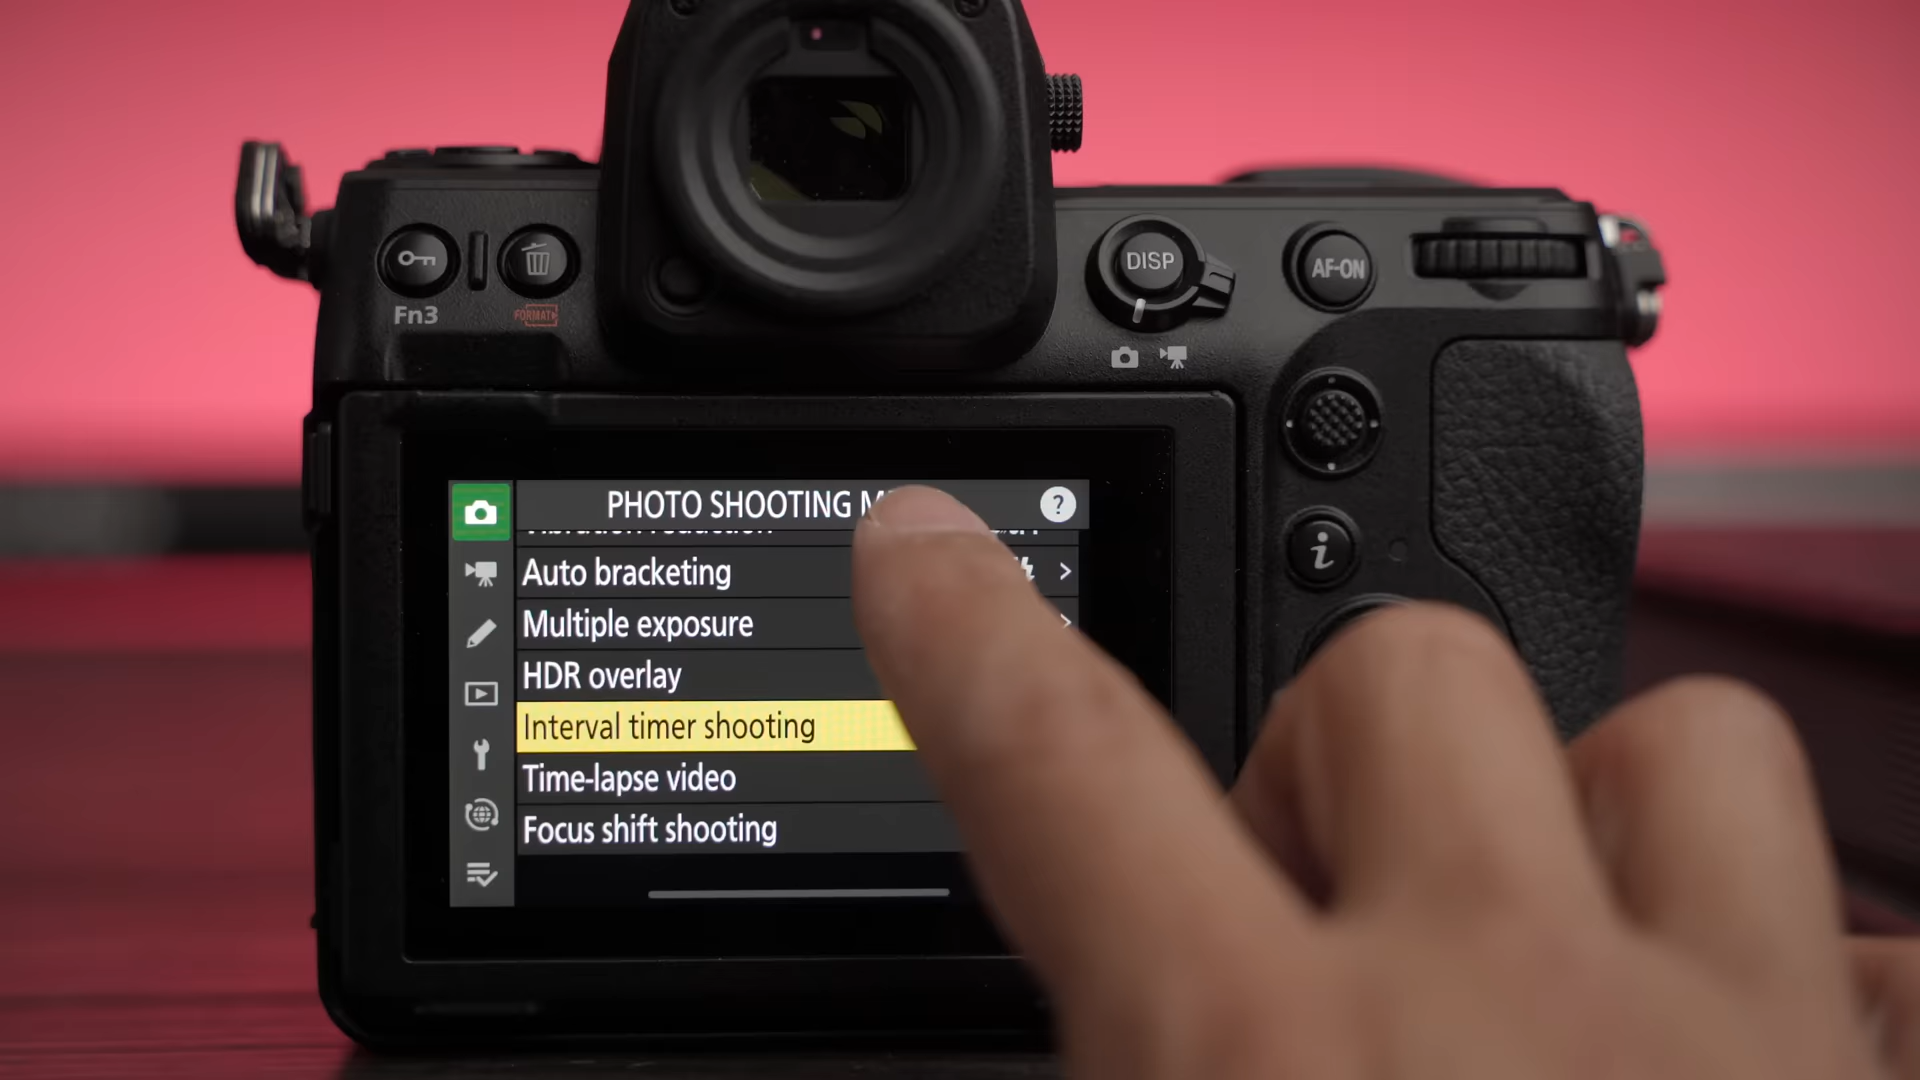 DISP
AF-ON
Fn3
FORMAT
i
PHOTO SHOOTING M
?
Auto bracketing
Multiple exposure
HDR overlay
Interval timer shooting
Time-lapse video
Focus shift shooting